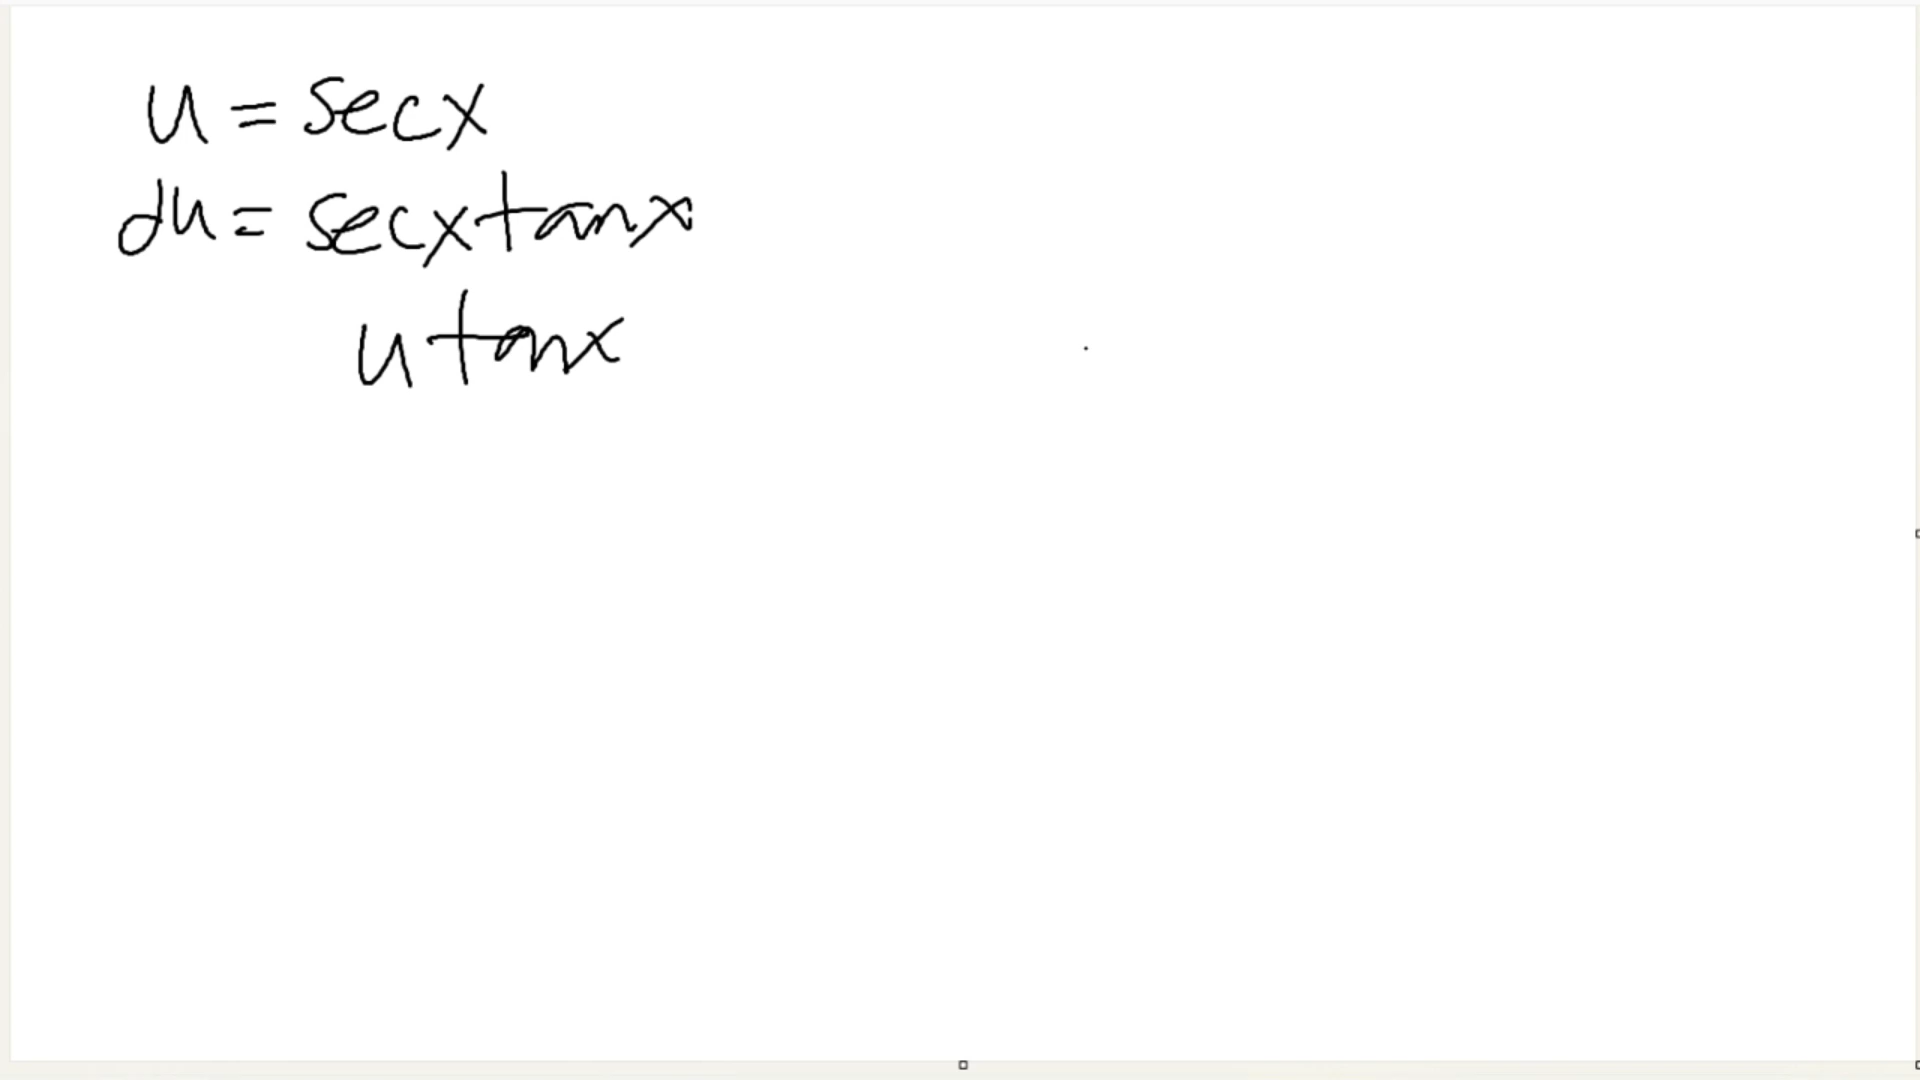 u = secx
du = secxtanx
utanx